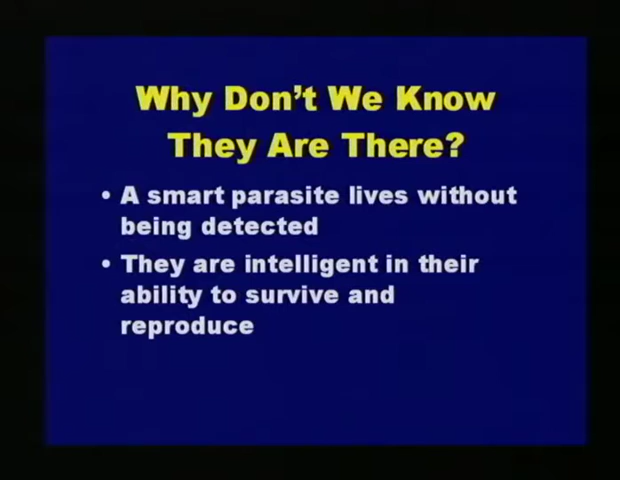 Why Don't We Know
They Are There?
• A smart parasite lives without
being detected
• They are intelligent in their
ability to survive and
reproduce